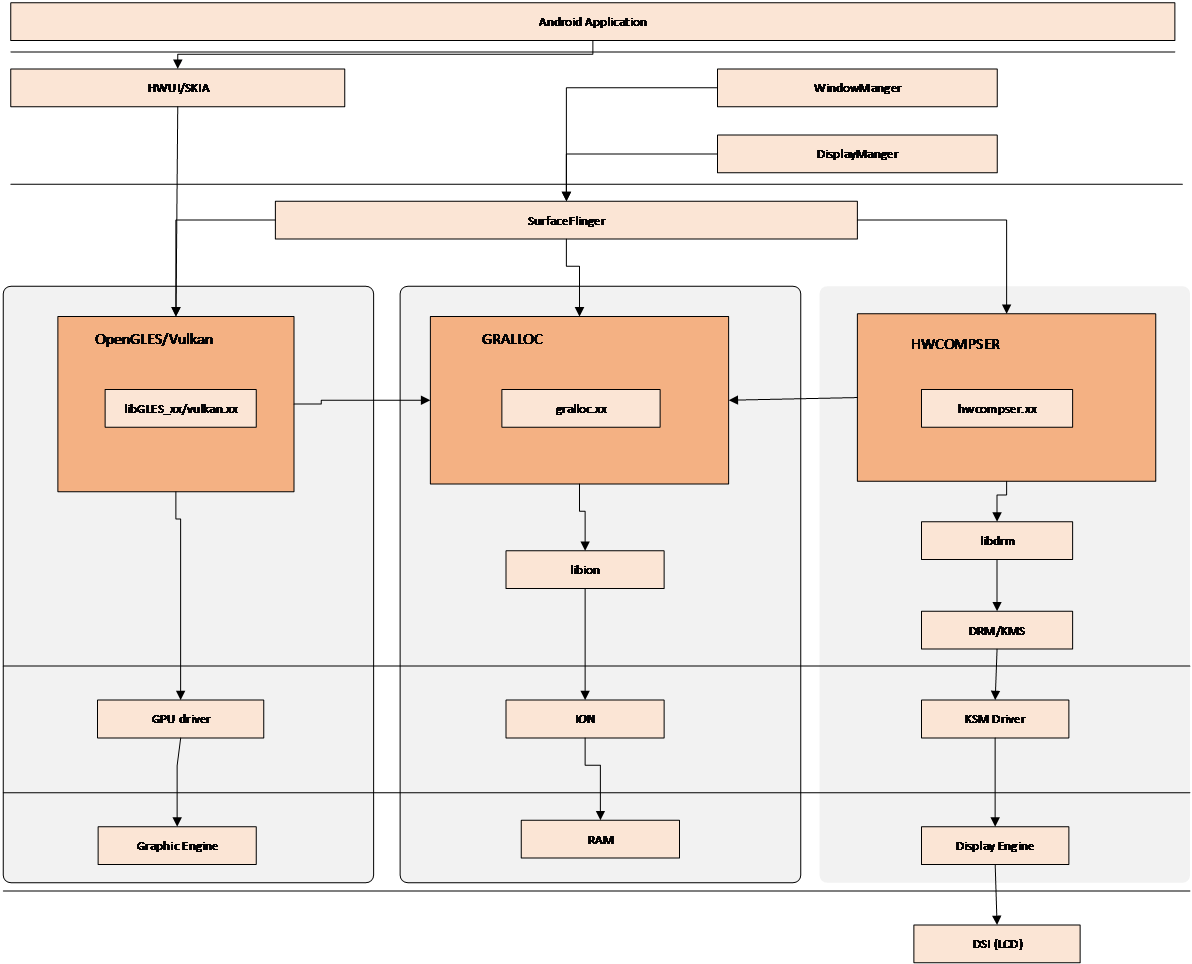 Android Application
HWUI/SKIA
WindowManger
DisplayManger
SurfaceFlinger
OpenGLES/Vulkan
GRALLOC
HWCOMPSER
libGLES_xx/vulkan.xx
gralloc.xx
hwcompser.xx
libdrm
libion
DRM/KMS
GPU driver
ION
KSM Driver
Graphic Engine
RAM
Display Engine
DSI (LCD)